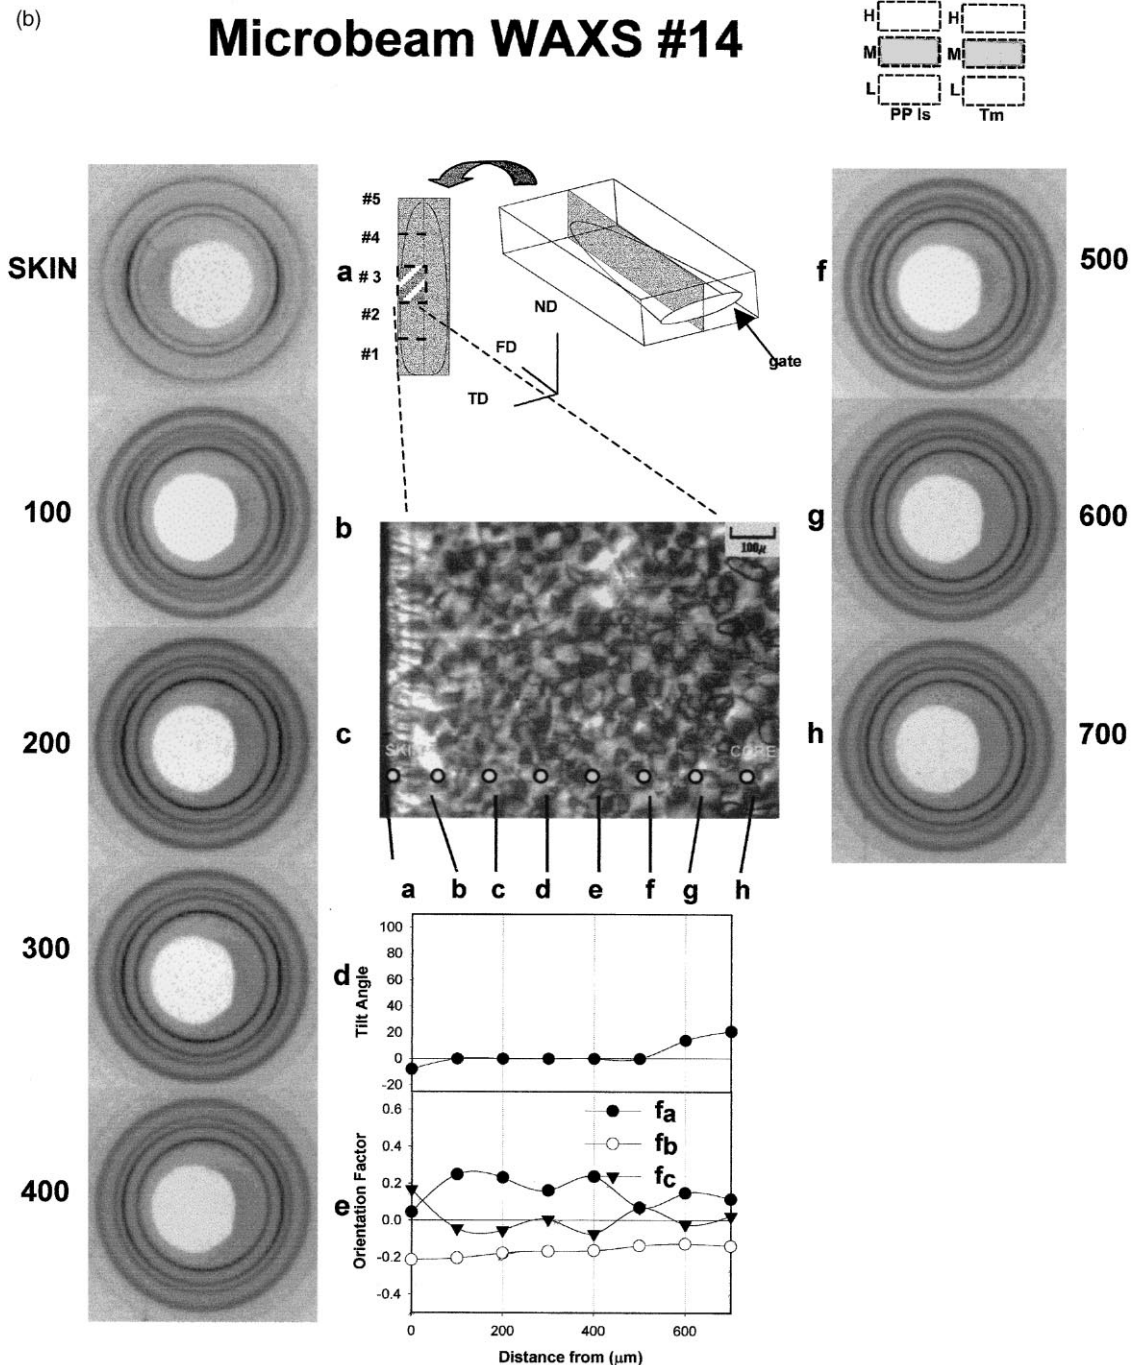 (b)
Microbeam WAXS #14
H H
M M
L L
PP Is Tm
SKIN
100
200
300
400
#5
#4
a # 3
#2
#1
ND
FD
TD
gate
b
100μ
c
SKIN CORE
a b c d e f g h
f 500
g 600
h 700
d
Tilt Angle
100
80
60
40
20
0
-20
e
Orientation Factor
0.6
0.4
0.2
0.0
-0.2
-0.4
fa
fb
fc
0 200 400 600
Distance from (μm)